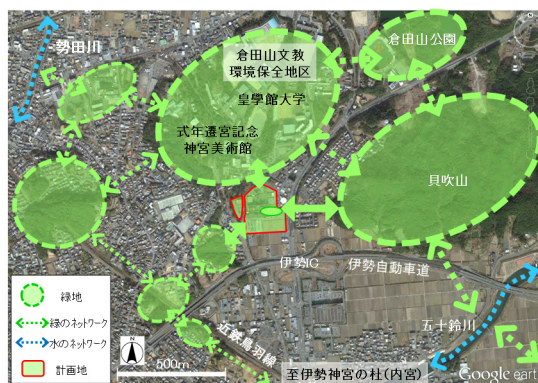 勢田川
倉田山公園
倉田山文教
環境保全地区
皇學館大学
式年遷宮記念
神宮美術館
貝吹山
伊勢IC
伊勢自動車道
緑地
緑のネットワーク
水のネットワーク
計画地
近鉄鳥羽線
五十鈴川
N
500m
至伊勢神宮の杜(内宮)
Google eart